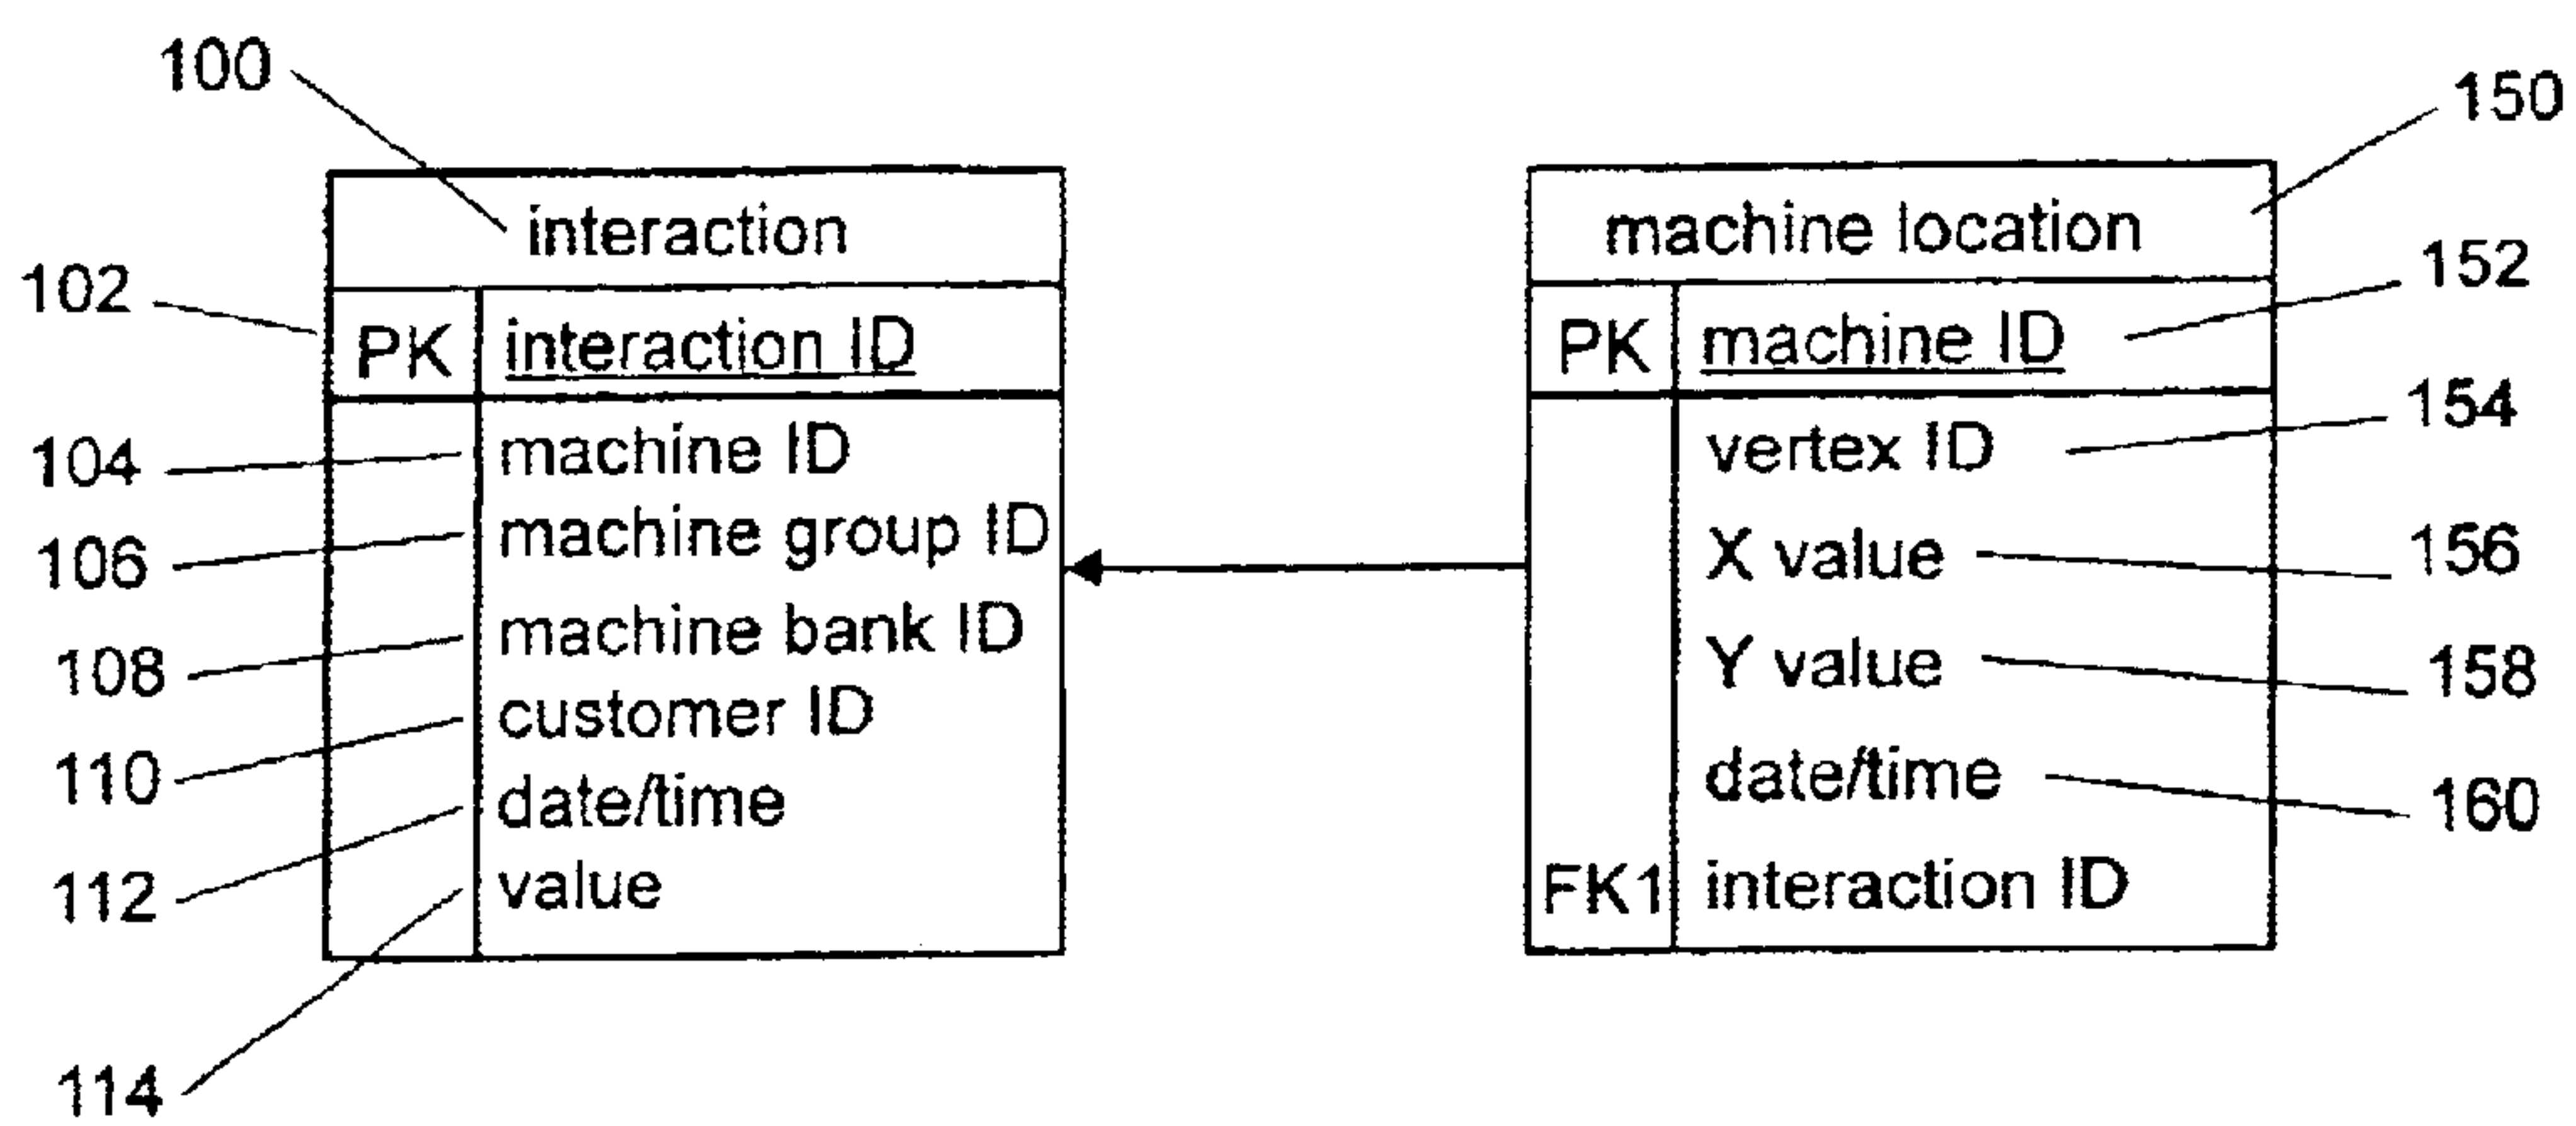 100
150
interaction
machine location
102
PK interaction ID
PK machine ID
152
104
machine ID
vertex ID
154
106
machine group ID
X value
156
108
machine bank ID
Y value
158
110
customer ID
date/time
160
112
date/time
FK1 interaction ID
114
value